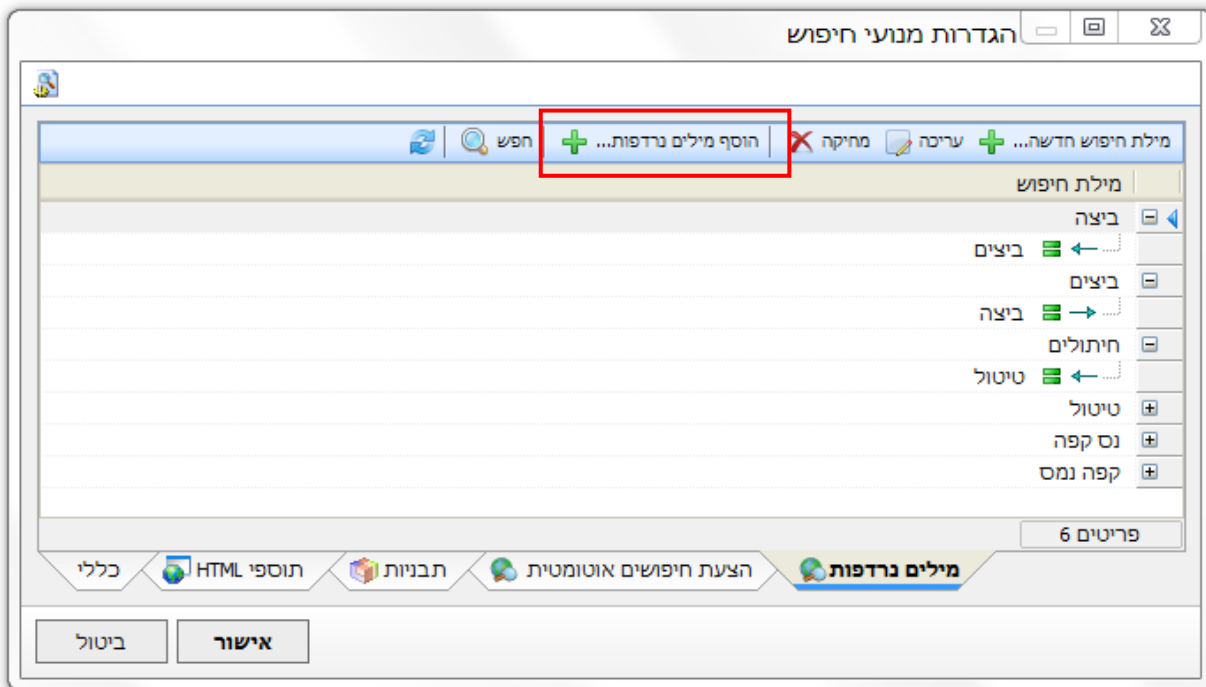 הגדרות מנועי חיפוש
מילת חיפוש חדשה... עריכה מחיקה הוסף מילים נרדפות... חפש
מילת חיפוש
ביצה
ביצים
ביצים
ביצה
חיתולים
טיטול
טיטול
נס קפה
קפה נמס
פריטים 6
מילים נרדפות הצעת חיפושים אוטומטית תבניות תוספי HTML כללי
אישור ביטול